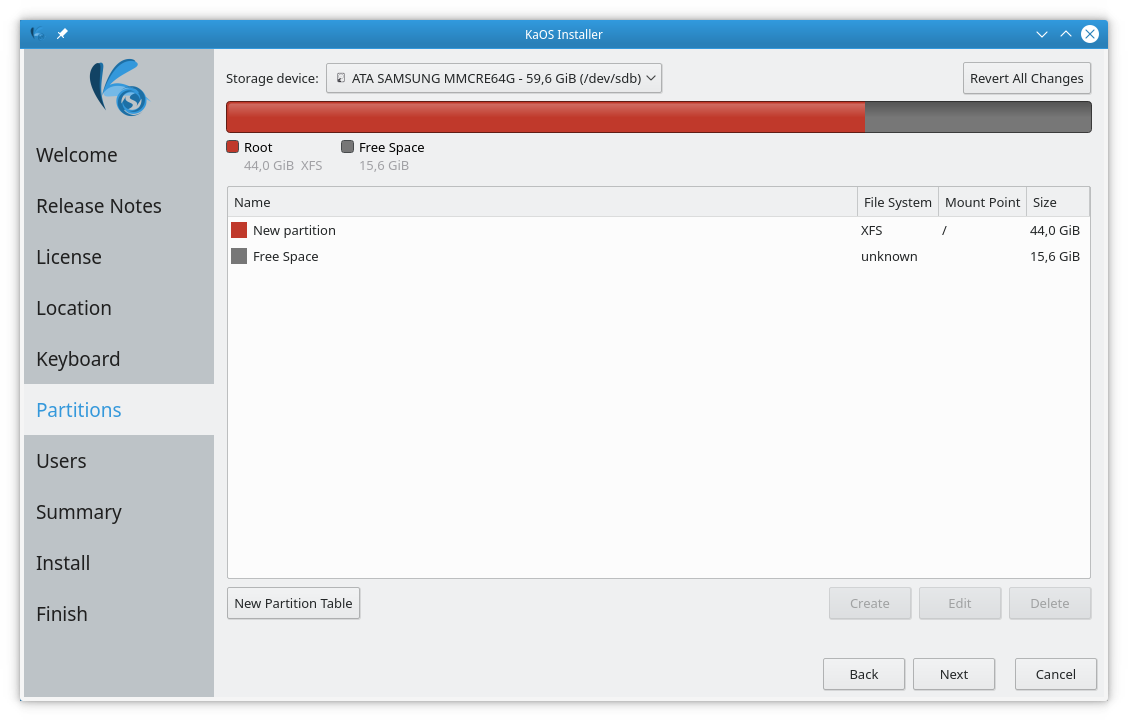 KaOS Installer
Welcome
Release Notes
License
Location
Keyboard
Partitions
Users
Summary
Install
Finish
Storage device: ATA SAMSUNG MMCRE64G - 59,6 GiB (/dev/sdb) Revert All Changes
Root Free Space
44,0 GiB XFS 15,6 GiB
Name File System Mount Point Size
New partition XFS / 44,0 GiB
Free Space unknown 15,6 GiB
New Partition Table Create Edit Delete
Back Next Cancel